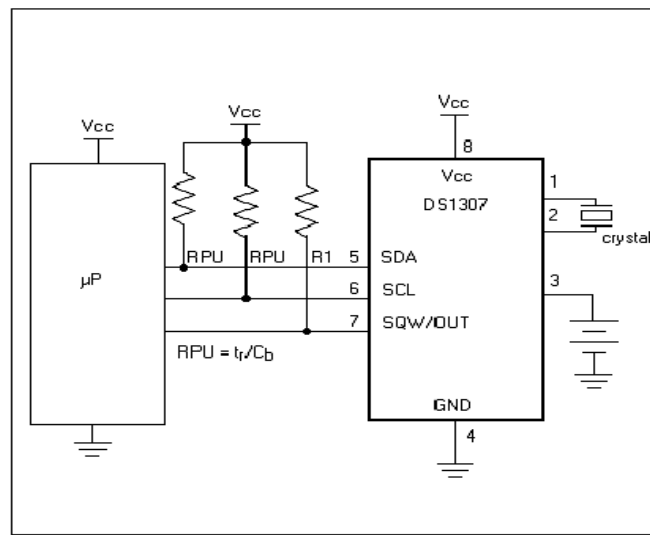 Vcc
Vcc
Vcc
8
Vcc
DS1307
1
2
crystal
3
µP
RPU
RPU
R1
5
SDA
6
SCL
7
SQW/OUT
RPU = tr/Cb
GND
4